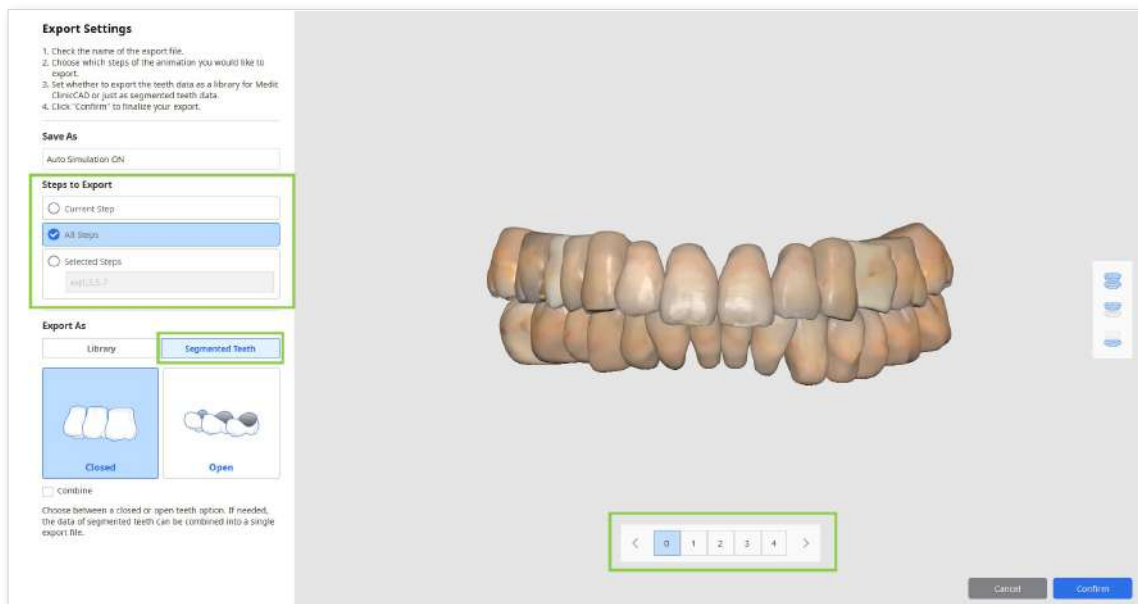 Export Settings
1. Check the name of the export file.
2. Choose which steps of the animation you would like to
export.
3. Set whether to export the teeth data as a library for Medit
ClinicCAD or just as segmented teeth data.
4. Click "Confirm" to finalize your export.
Save As
Auto Simulation ON
Steps to Export
Current Step
All Steps
Selected Steps
Export As
Library
Segmented Teeth
Closed
Open
Combine
Choose between a closed or open teeth option. If needed,
the data of segmented teeth can be combined into a single
export file.
< 0 1 2 3 4 >
Cancel
Confirm